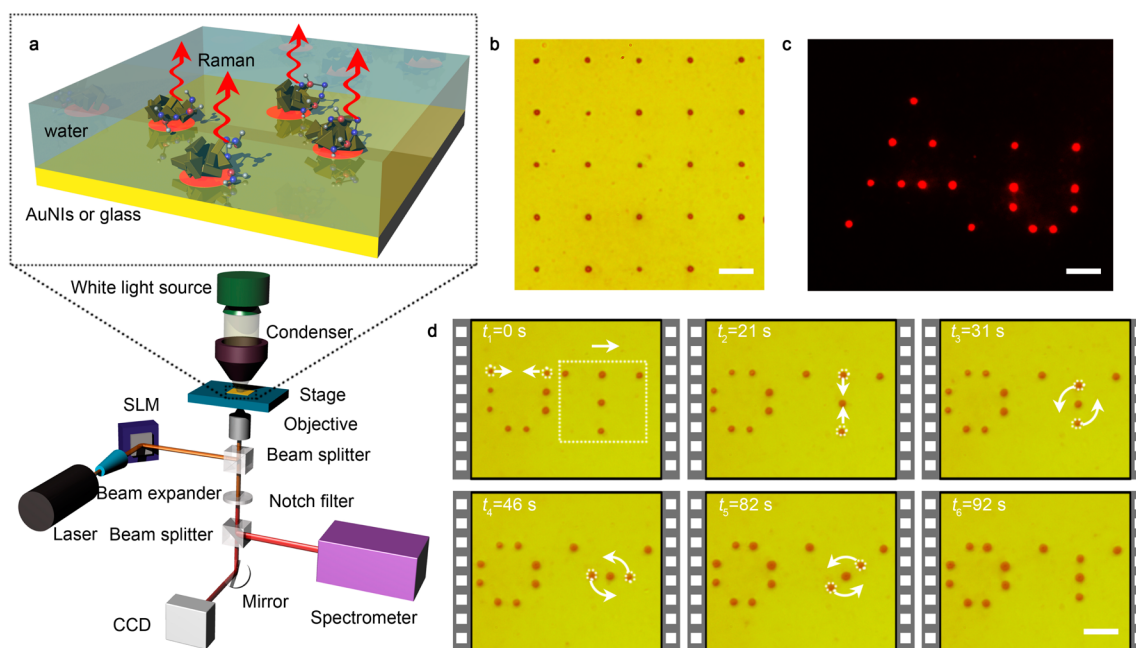 a
Raman
water
AuNIs or glass
White light source
Condenser
Stage
SLM
Objective
Beam splitter
Beam expander
Notch filter
Laser
Beam splitter
Mirror
Spectrometer
CCD
b
c
d
t₁=0 s
t₂=21 s
t₃=31 s
t₄=46 s
t₅=82 s
t₆=92 s